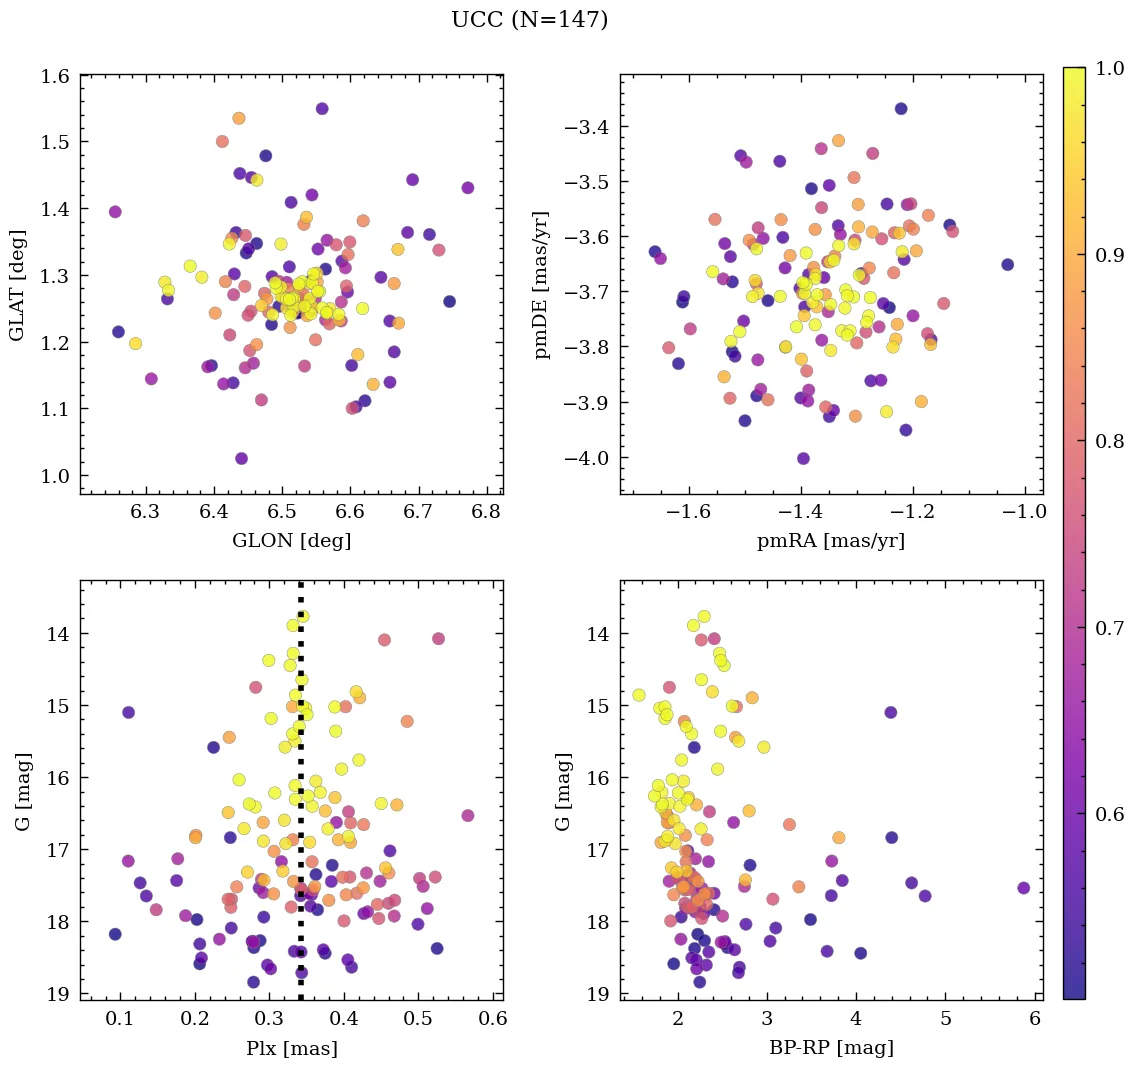 UCC (N=147)
1.6
1.5
1.4
1.3
1.2
1.1
1.0
GLAT [deg]
6.3 6.4 6.5 6.6 6.7 6.8
GLON [deg]
−3.4
−3.5
−3.6
−3.7
−3.8
−3.9
−4.0
pmDE [mas/yr]
−1.6 −1.4 −1.2 −1.0
pmRA [mas/yr]
14
15
16
17
18
19
G [mag]
0.1 0.2 0.3 0.4 0.5 0.6
Plx [mas]
14
15
16
17
18
19
G [mag]
2 3 4 5 6
BP-RP [mag]
1.0
0.9
0.8
0.7
0.6